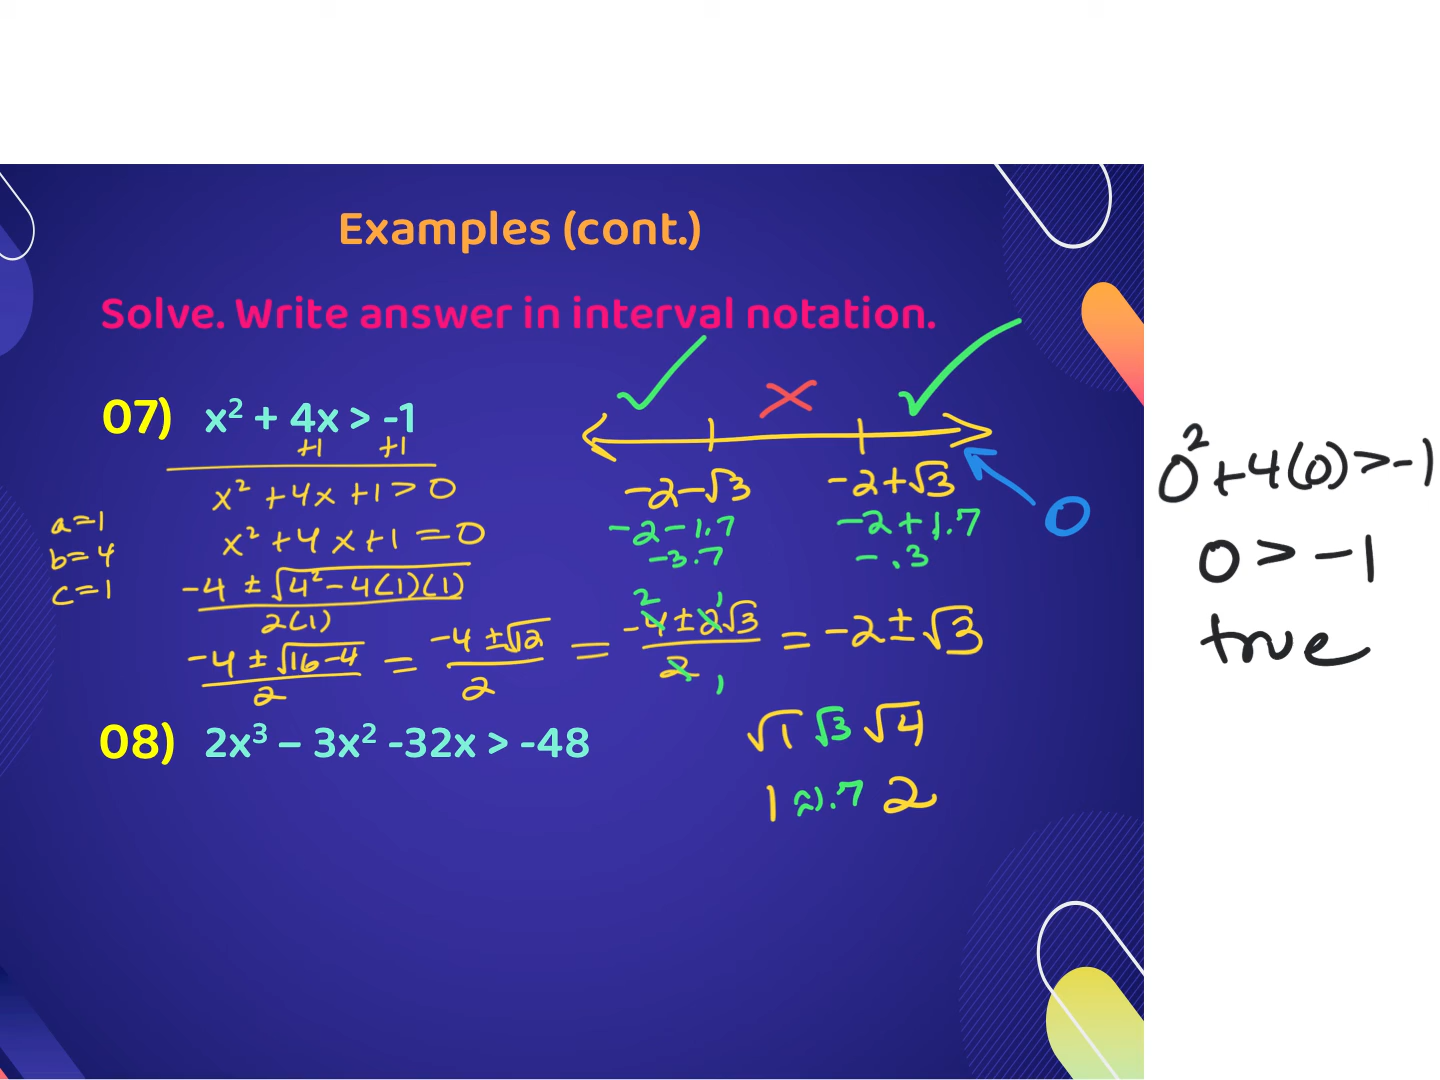 Examples (cont.)
Solve. Write answer in interval notation.
07) x² + 4x > -1
+1 +1
x² + 4x + 1 > 0
a=1
b=4
c=1
x² + 4x + 1 = 0
-4 ± √4² - 4(1)(1)
2(1)
-4 ± √16-4 = -4 ± √12 = -4 ± 2√3 = -2 ± √3
2 2 2
2 1
1
-2-√3 -2+√3
-2-1.7 -2+1.7
-3.7 -.3
0
√1 √3 √4
1 ≈1.7 2
08) 2x³ – 3x² -32x > -48
0² + 4(0) > -1
0 > -1
true